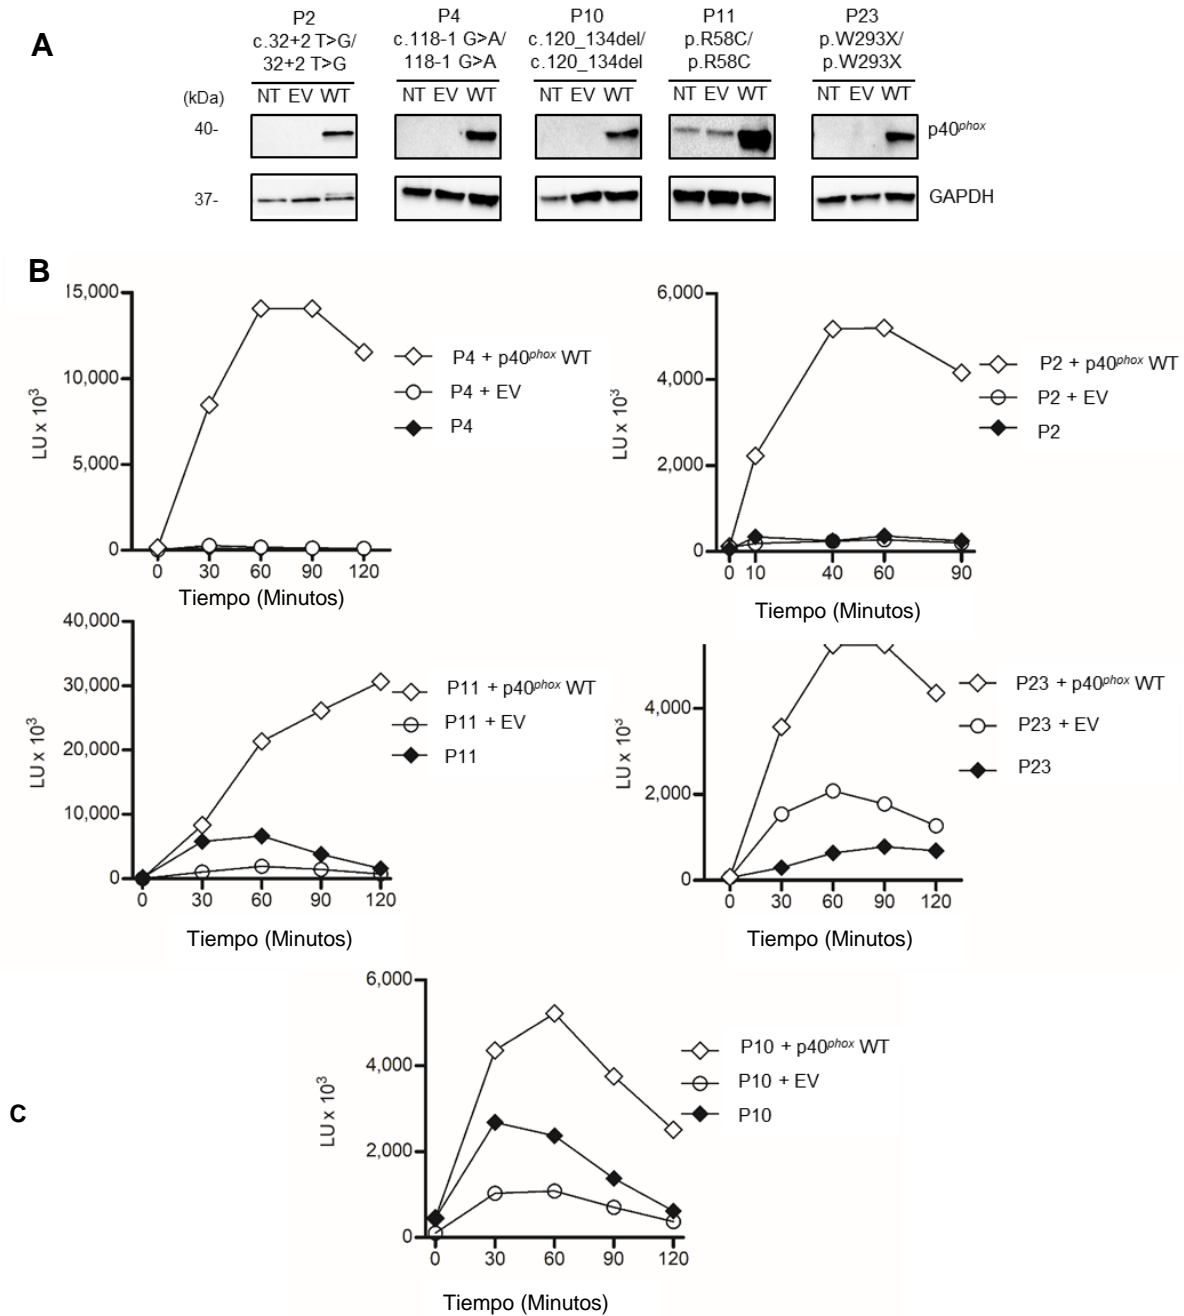 A
P2
c.32+2 T>G/
32+2 T>G
P4
c.118-1 G>A/
118-1 G>A
P10
c.120_134del/
c.120_134del
P11
p.R58C/
p.R58C
P23
p.W293X/
p.W293X
(kDa)
NT EV WT
NT EV WT
NT EV WT
NT EV WT
NT EV WT
40-
p40phox
37-
GAPDH
B
15,000
10,000
5,000
0
LU x 10³
0 30 60 90 120
Tiempo (Minutos)
P4 + p40phox WT
P4 + EV
P4
6,000
4,000
2,000
0
LU x 10³
0 10 40 60 90
Tiempo (Minutos)
P2 + p40phox WT
P2 + EV
P2
40,000
30,000
20,000
10,000
0
LU x 10³
0 30 60 90 120
Tiempo (Minutos)
P11 + p40phox WT
P11 + EV
P11
4,000
2,000
0
LU x 10³
0 30 60 90 120
Tiempo (Minutos)
P23 + p40phox WT
P23 + EV
P23
C
6,000
4,000
2,000
0
LU x 10³
0 30 60 90 120
Tiempo (Minutos)
P10 + p40phox WT
P10 + EV
P10